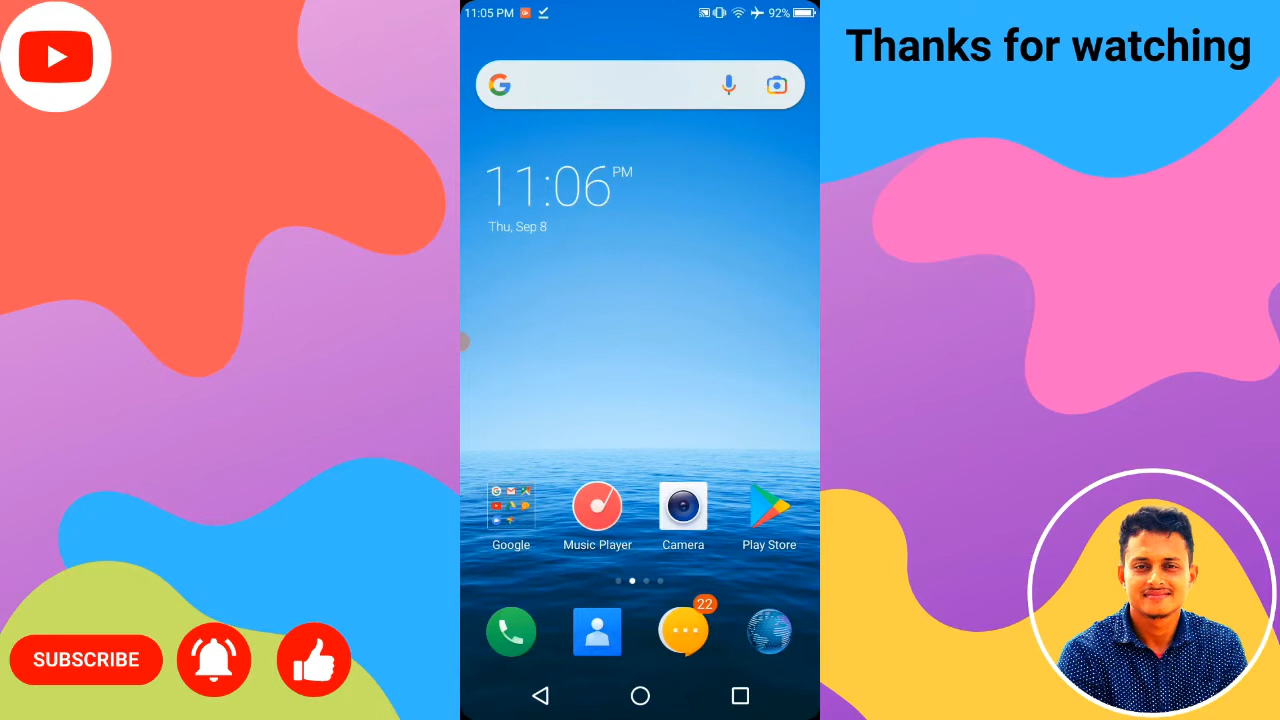 11:05 PM
92%
Thanks for watching
11:06 PM
Thu, Sep 8
Google
Music Player
Camera
Play Store
22
SUBSCRIBE